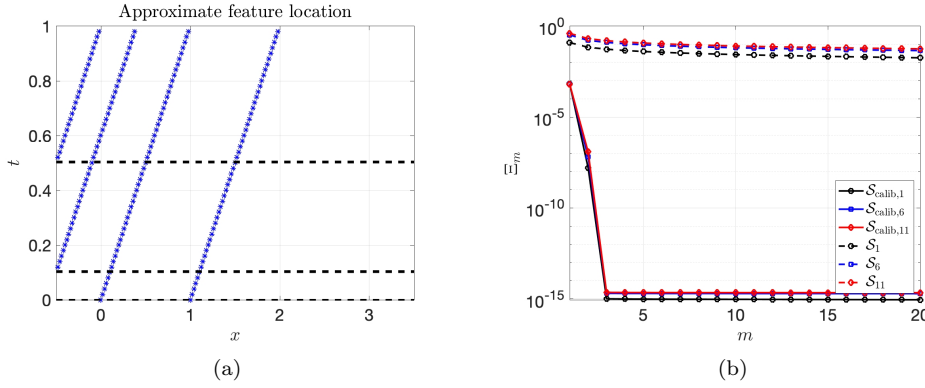 Approximate feature location
1
0.8
0.6
0.4
0.2
0
t
0 1 2 3
x
(a)
10^0
10^-5
10^-10
10^-15
Ξ_m
5 10 15 20
m
S_calib,1
S_calib,6
S_calib,11
S_1
S_6
S_11
(b)